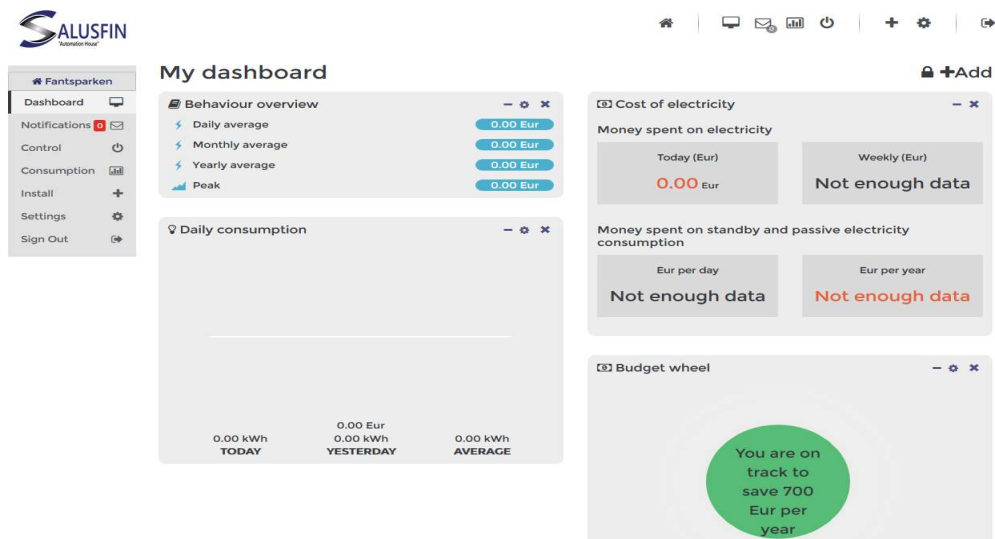 SALUSFIN
"Automation House"
0
Fantsparken
Dashboard
Notifications 0
Control
Consumption
Install
Settings
Sign Out
My dashboard
+Add
Behaviour overview
Daily average 0.00 Eur
Monthly average 0.00 Eur
Yearly average 0.00 Eur
Peak 0.00 Eur
Daily consumption
0.00 Eur
0.00 kWh 0.00 kWh 0.00 kWh
TODAY YESTERDAY AVERAGE
Cost of electricity
Money spent on electricity
Today (Eur) Weekly (Eur)
0.00 Eur Not enough data
Money spent on standby and passive electricity
consumption
Eur per day Eur per year
Not enough data Not enough data
Budget wheel
You are on
track to
save 700
Eur per
year